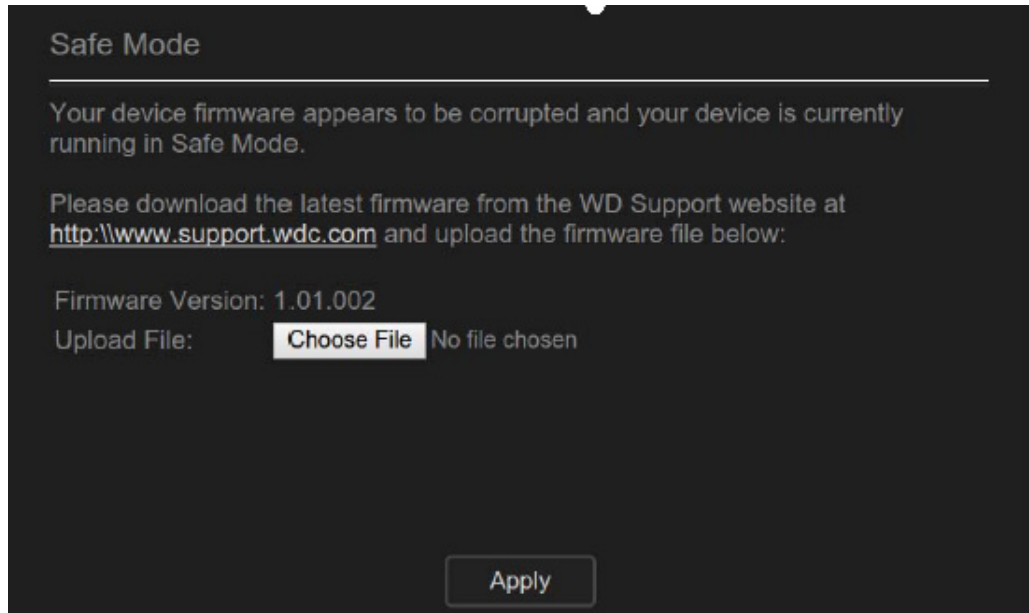 Safe Mode
Your device firmware appears to be corrupted and your device is currently
running in Safe Mode.
Please download the latest firmware from the WD Support website at
http:\\www.support.wdc.com and upload the firmware file below:
Firmware Version: 1.01.002
Upload File: Choose File No file chosen
Apply